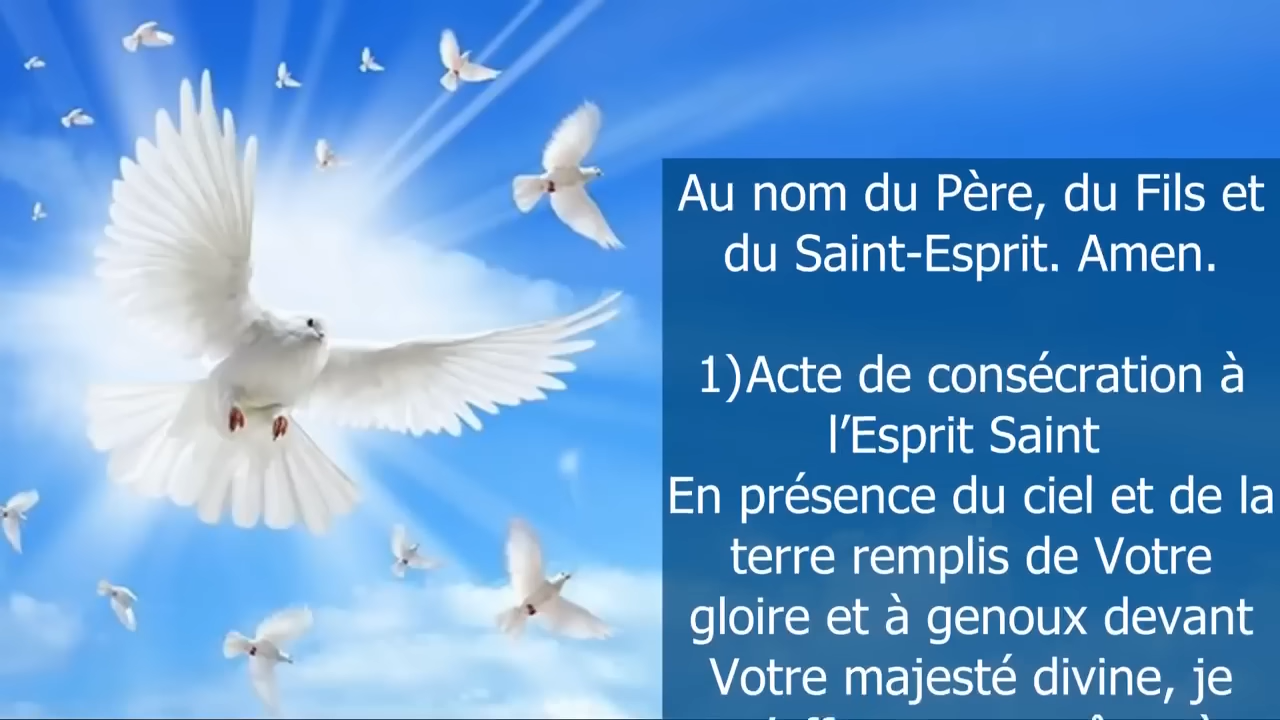 Au nom du Père, du Fils et
du Saint-Esprit. Amen.
1)Acte de consécration à
l’Esprit Saint
En présence du ciel et de la
terre remplis de Votre
gloire et à genoux devant
Votre majesté divine, je